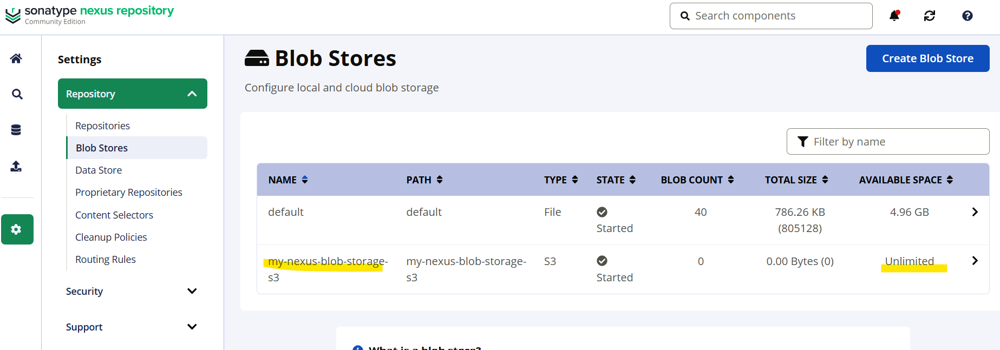 sonatype nexus repository
Community Edition
Search components
Settings
Repository
Repositories
Blob Stores
Data Store
Proprietary Repositories
Content Selectors
Cleanup Policies
Routing Rules
Security
Support
Blob Stores
Create Blob Store
Configure local and cloud blob storage
Filter by name
NAME PATH TYPE STATE BLOB COUNT TOTAL SIZE AVAILABLE SPACE
default default File Started 40 786.26 KB (805128) 4.96 GB
my-nexus-blob-storage-s3 my-nexus-blob-storage-s3 S3 Started 0 0.00 Bytes (0) Unlimited
What is a blob store?